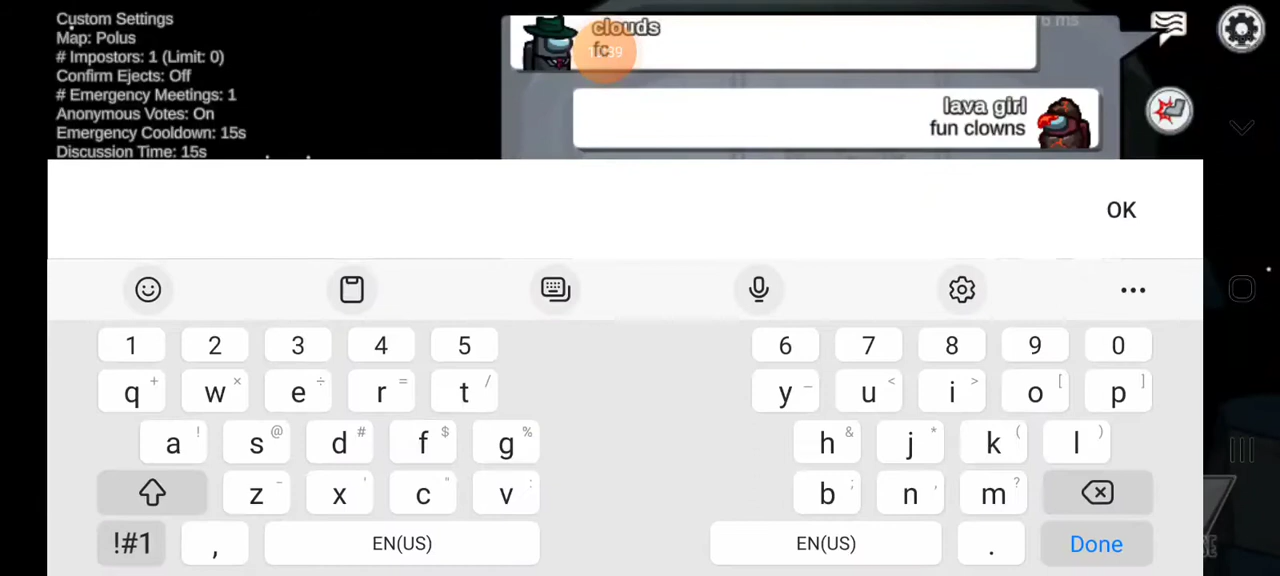 Custom Settings
Map: Polus
# Impostors: 1 (Limit: 0)
Confirm Ejects: Off
# Emergency Meetings: 1
Anonymous Votes: On
Emergency Cooldown: 15s
Discussion Time: 15s
clouds
fc
6 ms
lava girl
fun clowns
OK
1 2 3 4 5 6 7 8 9 0
q + w × e ÷ r = t / y _ u < i > o [ p ]
a ! s @ d # f $ g % h & j * k ( l )
z - x ' c " v : b ; n , m ?
!#1 , EN(US) EN(US) . Done